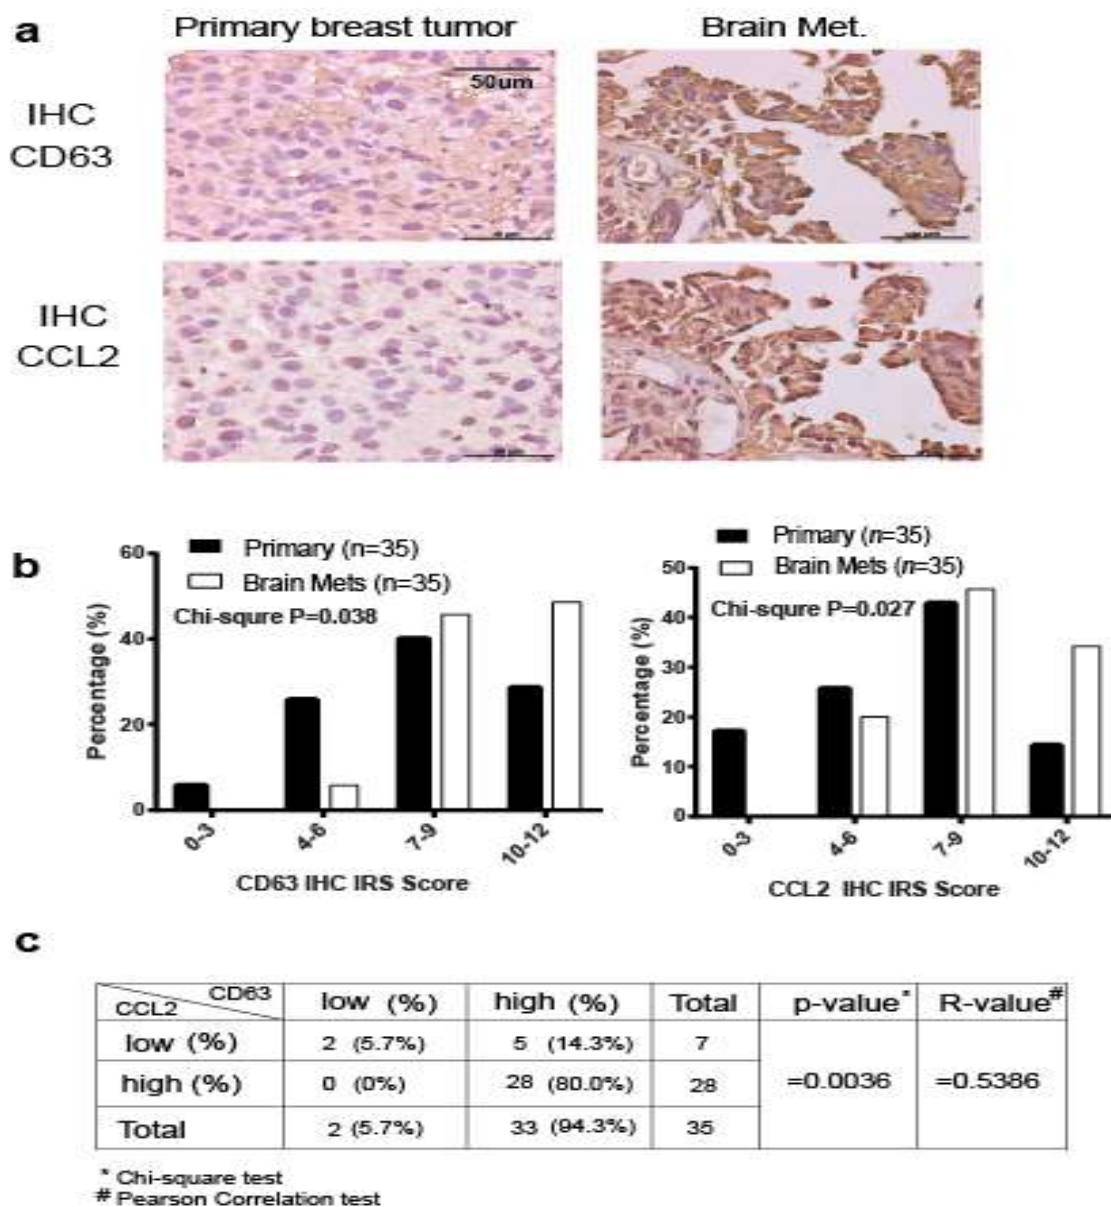 a
Primary breast tumor
Brain Met.
IHC
CD63
50um
IHC
CCL2
b
Primary (n=35)
Brain Mets (n=35)
Chi-squre P=0.038
Percentage (%)
60
40
20
0
0-3
4-6
7-9
10-12
CD63 IHC IRS Score
Primary (n=35)
Brain Mets (n=35)
Chi-squre P=0.027
Percentage (%)
50
40
30
20
10
0
0-3
4-6
7-9
10-12
CCL2 IHC IRS Score
c
CD63
CCL2
low (%)
high (%)
Total
p-value*
R-value#
low (%)
2 (5.7%)
5 (14.3%)
7
high (%)
0 (0%)
28 (80.0%)
28
=0.0036
=0.5386
Total
2 (5.7%)
33 (94.3%)
35
* Chi-square test
# Pearson Correlation test